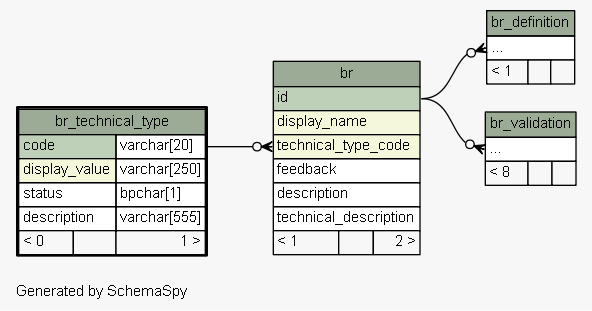 br_technical_type
code varchar[20]
display_value varchar[250]
status bpchar[1]
description varchar[555]
< 0 1 >
br
id
display_name
technical_type_code
feedback
description
technical_description
< 1 2 >
br_definition
...
< 1
br_validation
...
< 8
Generated by SchemaSpy